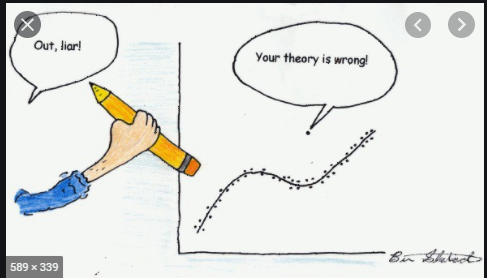 Out, liar!
Your theory is wrong!
589 × 339